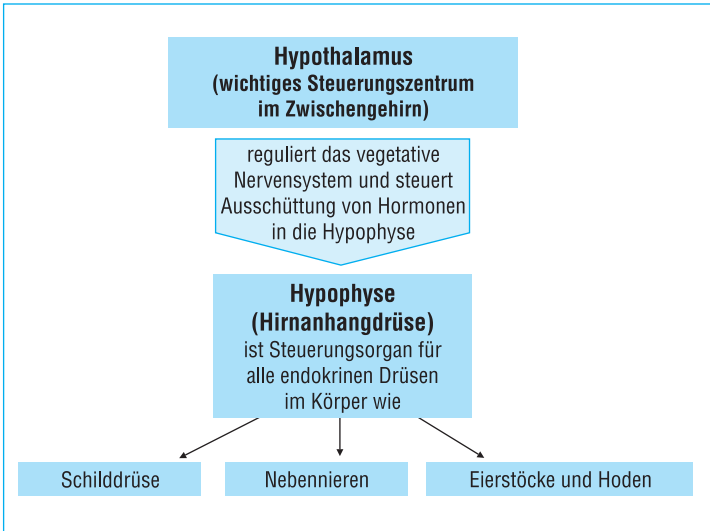 Hypothalamus
(wichtiges Steuerungszentrum
im Zwischengehirn)
reguliert das vegetative
Nervensystem und steuert
Ausschüttung von Hormonen
in die Hypophyse
Hypophyse
(Hirnanhangdrüse)
ist Steuerungsorgan für
alle endokrinen Drüsen
im Körper wie
Schilddrüse
Nebennieren
Eierstöcke und Hoden